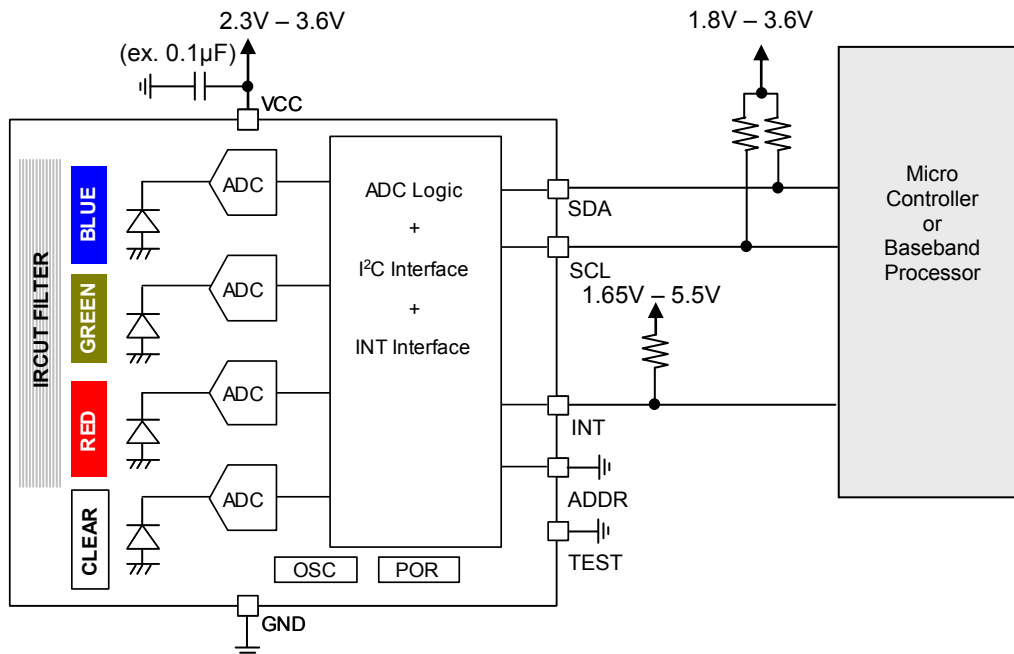 2.3V – 3.6V
(ex. 0.1µF)
VCC
1.8V – 3.6V
IRCUT FILTER
BLUE
GREEN
RED
CLEAR
ADC
ADC
ADC
ADC
ADC Logic
+
I²C Interface
+
INT Interface
OSC
POR
GND
SDA
SCL
1.65V – 5.5V
INT
ADDR
TEST
Micro
Controller
or
Baseband
Processor